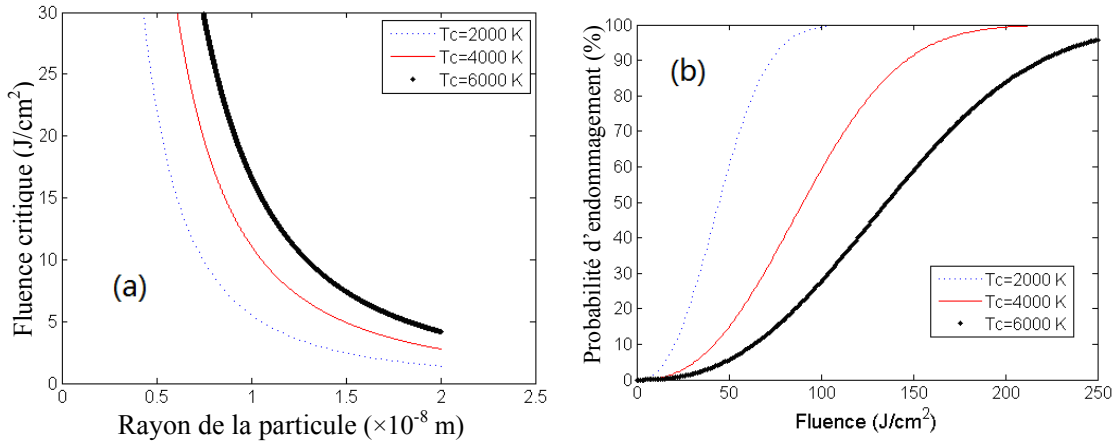 Fluence critique (J/cm²)
30
25
20
15
10
5
0
0
0.5
1
1.5
2
2.5
Rayon de la particule (×10⁻⁸ m)
Tc=2000 K
Tc=4000 K
Tc=6000 K
(a)
Probabilité d'endommagement (%)
100
90
80
70
60
50
40
30
20
10
0
0
50
100
150
200
250
Fluence (J/cm²)
(b)
Tc=2000 K
Tc=4000 K
Tc=6000 K